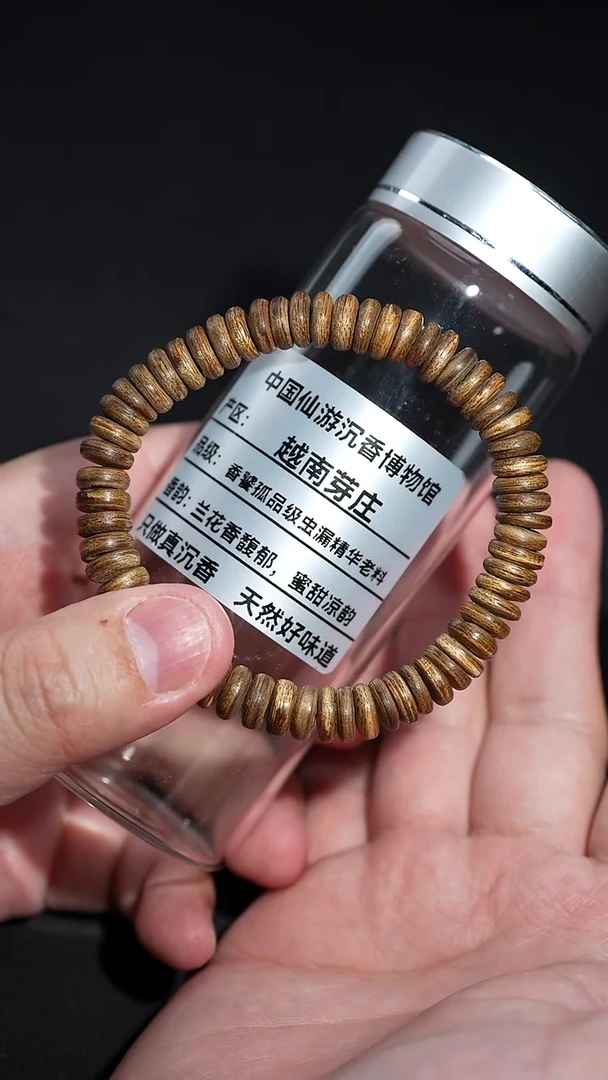 中国仙游沉香博物馆
产区: 越南芽庄
品级: 香饕孤品级虫漏精华老料
香韵: 兰花香馥郁，蜜甜凉韵
只做真沉香 天然好味道